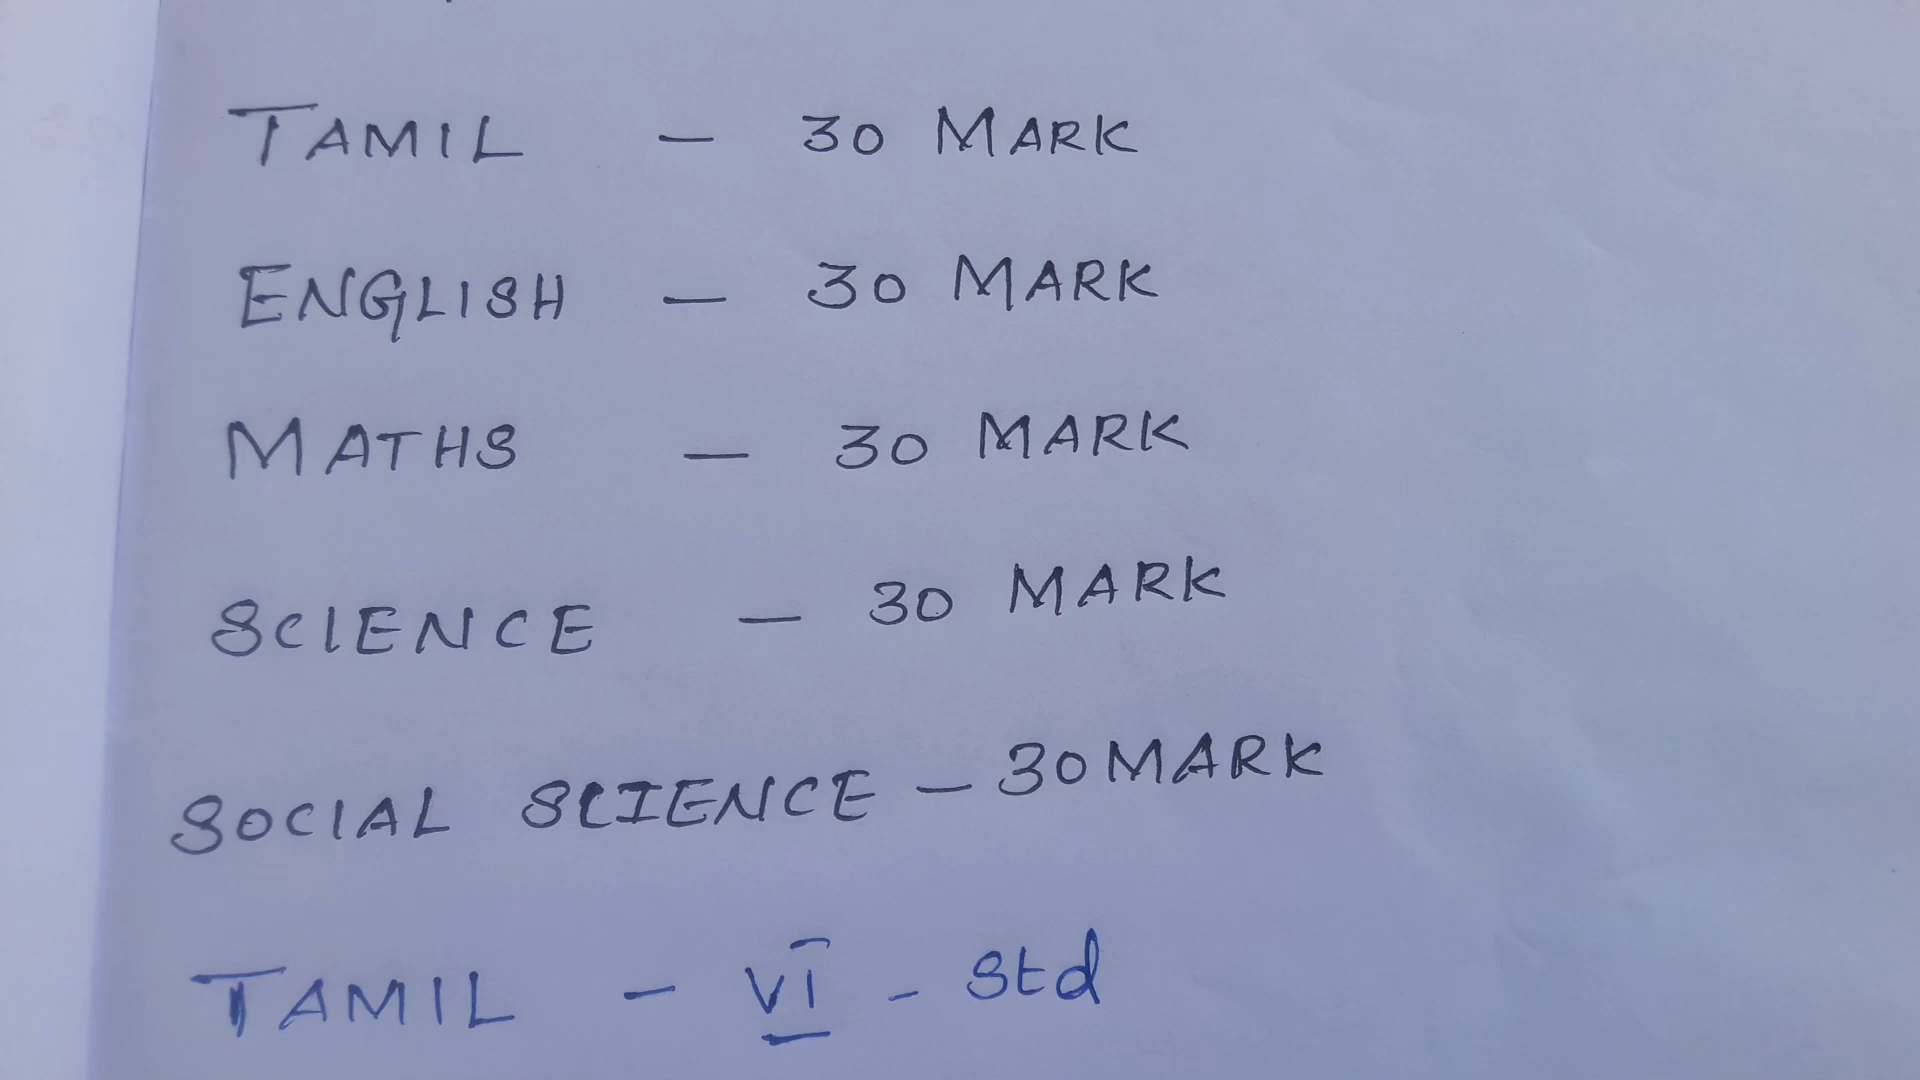 TAMIL - 30 MARK
ENGLISH - 30 MARK
MATHS - 30 MARK
SCIENCE - 30 MARK
SOCIAL SCIENCE - 30 MARK
TAMIL - VI - Std